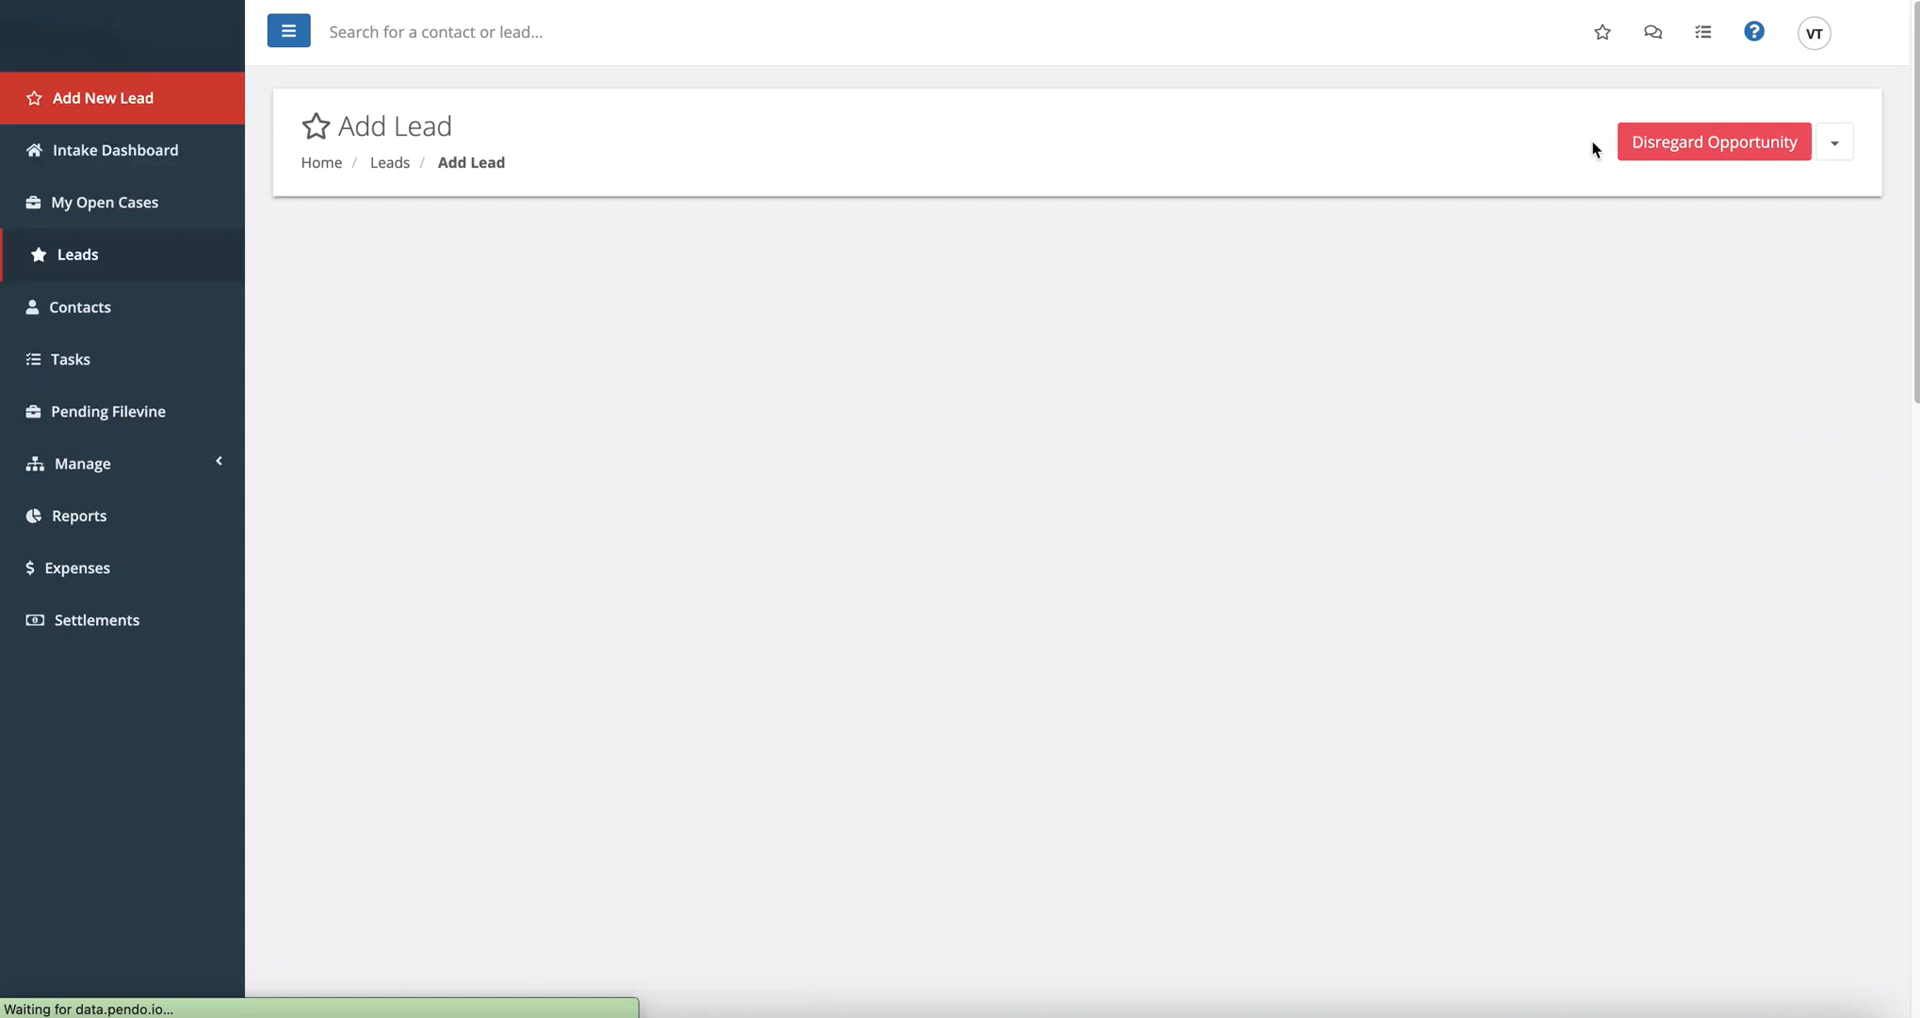 Search for a contact or lead...
VT
Add New Lead
Intake Dashboard
My Open Cases
Leads
Contacts
Tasks
Pending Filevine
Manage
Reports
$ Expenses
Settlements
Add Lead
Home / Leads / Add Lead
Disregard Opportunity
Waiting for data.pendo.io...